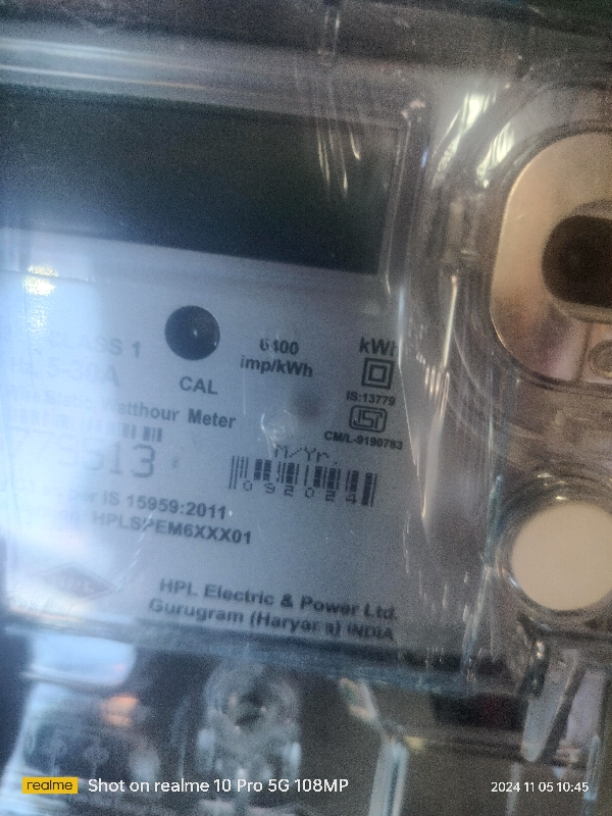 CLASS 1
6400
imp/kWh
kWh
CAL
IS:13779
ISI
CM/L-9190783
Watthour Meter
M/Yr.
092024
IS 15959:2011
HPLSPEM6XXX01
HPL Electric & Power Ltd.
Gurugram (Haryana) INDIA
realme Shot on realme 10 Pro 5G 108MP
2024 11 05 10:45